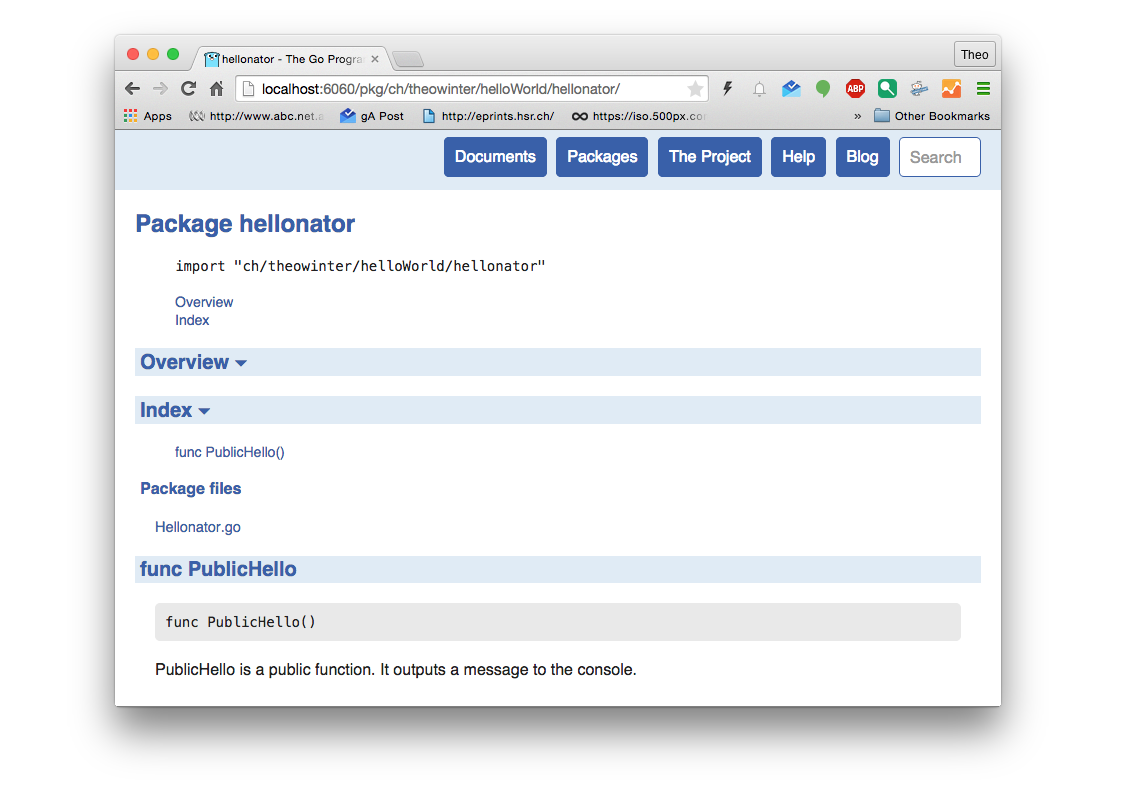 hellonator - The Go Progra
Theo
localhost:6060/pkg/ch/theowinter/helloWorld/hellonator/
ABP
Apps
http://www.abc.net.a
gA Post
http://eprints.hsr.ch/
https://iso.500px.co
»
Other Bookmarks
Documents
Packages
The Project
Help
Blog
Search
Package hellonator
import "ch/theowinter/helloWorld/hellonator"
Overview
Index
Overview
Index
func PublicHello()
Package files
Hellonator.go
func PublicHello
func PublicHello()
PublicHello is a public function. It outputs a message to the console.